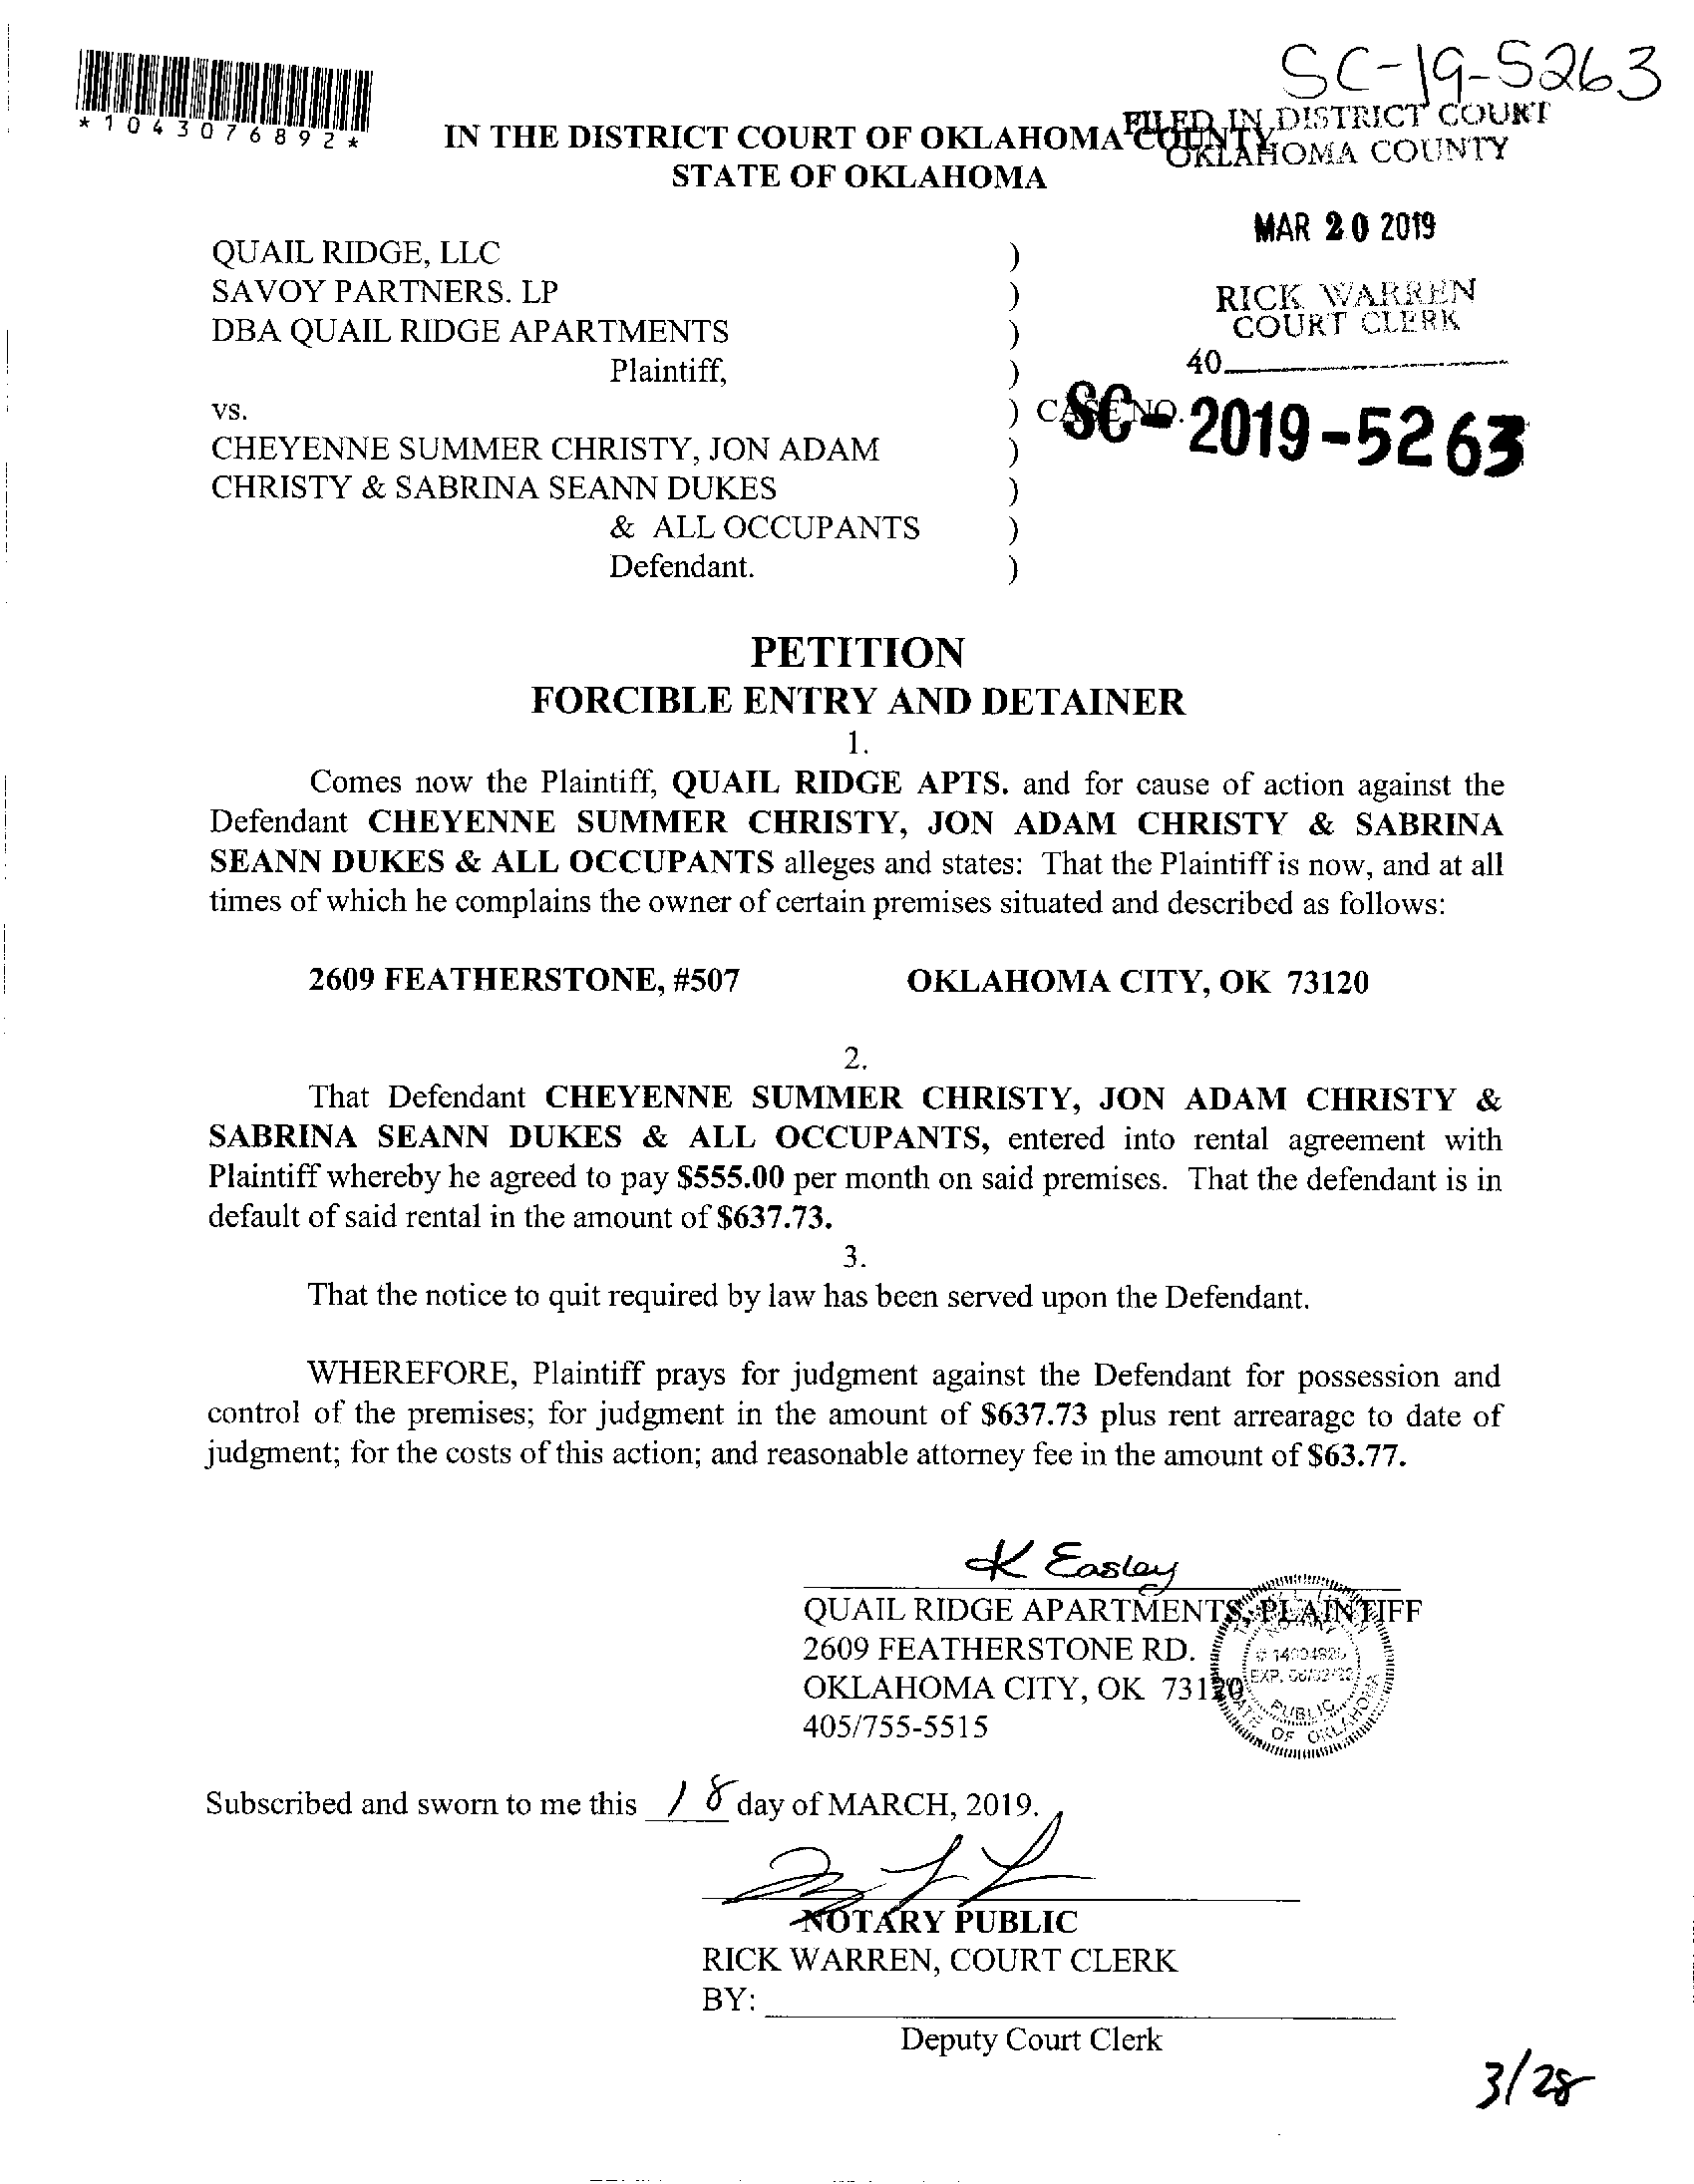 SC-19-5263
*1043076892*
FILED IN DISTRICT COURT
OKLAHOMA COUNTY
IN THE DISTRICT COURT OF OKLAHOMA COUNTY
STATE OF OKLAHOMA
MAR 20 2019
RICK WARREN
COURT CLERK
40
QUAIL RIDGE, LLC )
SAVOY PARTNERS. LP )
DBA QUAIL RIDGE APARTMENTS )
Plaintiff, )
vs. ) CASE NO. SC-2019-5263
CHEYENNE SUMMER CHRISTY, JON ADAM )
CHRISTY & SABRINA SEANN DUKES )
& ALL OCCUPANTS )
Defendant. )
PETITION
FORCIBLE ENTRY AND DETAINER
1.
Comes now the Plaintiff, QUAIL RIDGE APTS. and for cause of action against the
Defendant CHEYENNE SUMMER CHRISTY, JON ADAM CHRISTY & SABRINA
SEANN DUKES & ALL OCCUPANTS alleges and states: That the Plaintiff is now, and at all
times of which he complains the owner of certain premises situated and described as follows:
2609 FEATHERSTONE, #507 OKLAHOMA CITY, OK 73120
2.
That Defendant CHEYENNE SUMMER CHRISTY, JON ADAM CHRISTY &
SABRINA SEANN DUKES & ALL OCCUPANTS, entered into rental agreement with
Plaintiff whereby he agreed to pay $555.00 per month on said premises. That the defendant is in
default of said rental in the amount of $637.73.
3.
That the notice to quit required by law has been served upon the Defendant.
WHEREFORE, Plaintiff prays for judgment against the Defendant for possession and
control of the premises; for judgment in the amount of $637.73 plus rent arrearage to date of
judgment; for the costs of this action; and reasonable attorney fee in the amount of $63.77.
K Easley
QUAIL RIDGE APARTMENTS, PLAINTIFF
2609 FEATHERSTONE RD.
OKLAHOMA CITY, OK 73120
405/755-5515
NOTARY
EXP.
PUBLIC
STATE OF OKLAHOMA
Subscribed and sworn to me this 18 day of MARCH, 2019.
NOTARY PUBLIC
RICK WARREN, COURT CLERK
BY:
Deputy Court Clerk
3/28